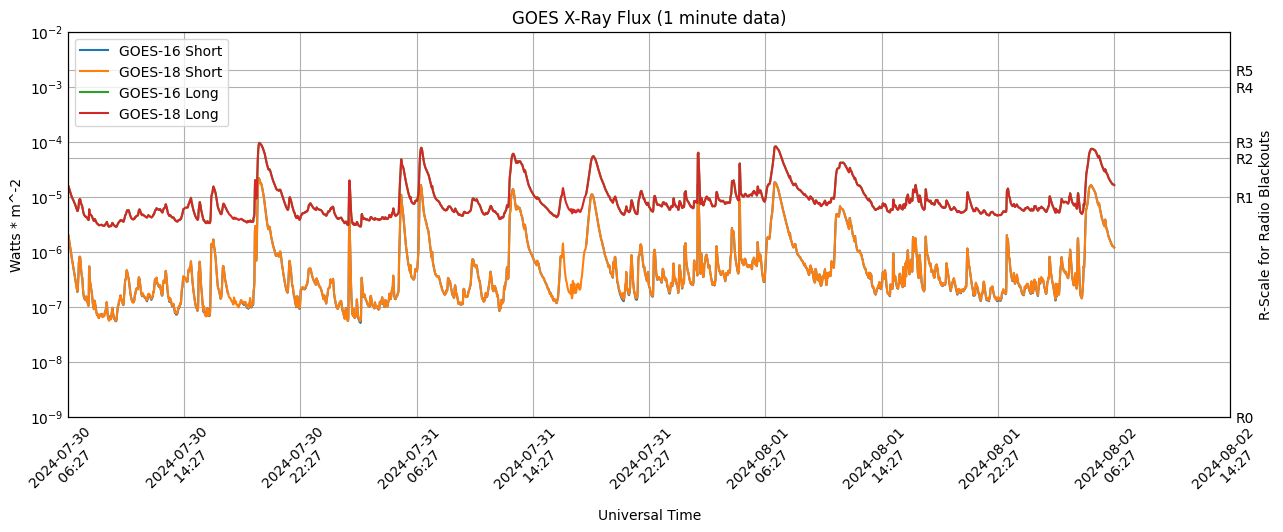 GOES X-Ray Flux (1 minute data)
GOES-16 Short
GOES-18 Short
GOES-16 Long
GOES-18 Long
Watts * m^-2
10⁻²
10⁻³
10⁻⁴
10⁻⁵
10⁻⁶
10⁻⁷
10⁻⁸
10⁻⁹
R5
R4
R3
R2
R1
R0
R-Scale for Radio Blackouts
2024-07-30
06:27
2024-07-30
14:27
2024-07-30
22:27
2024-07-31
06:27
2024-07-31
14:27
2024-07-31
22:27
2024-08-01
06:27
2024-08-01
14:27
2024-08-01
22:27
2024-08-02
06:27
2024-08-02
14:27
Universal Time